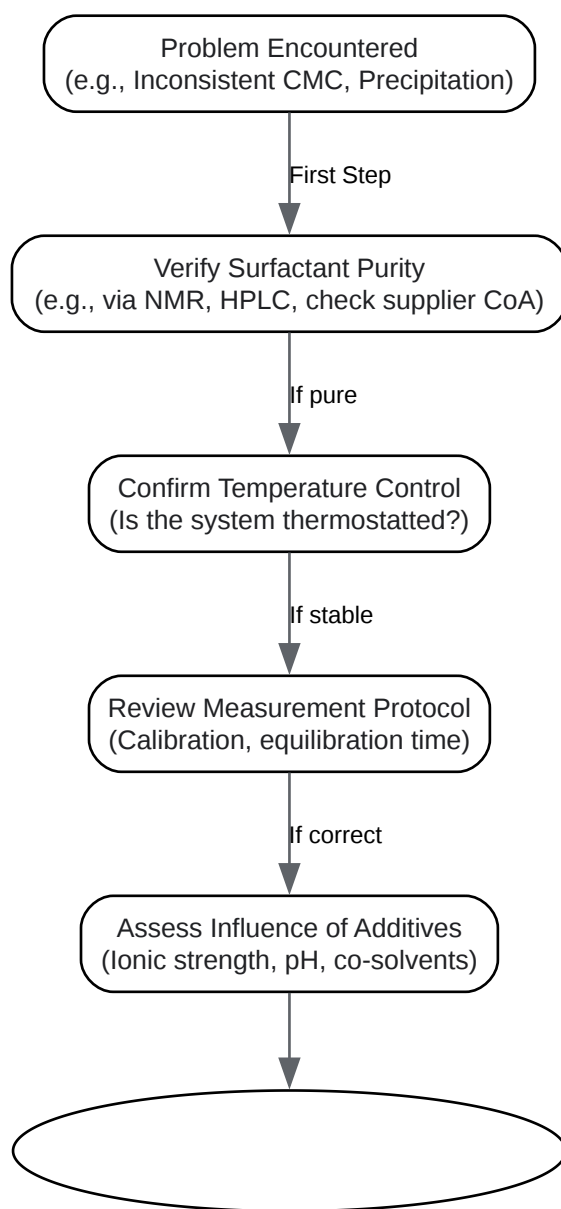 Problem Encountered
(e.g., Inconsistent CMC, Precipitation)
First Step
Verify Surfactant Purity
(e.g., via NMR, HPLC, check supplier CoA)
If pure
Confirm Temperature Control
(Is the system thermostatted?)
If stable
Review Measurement Protocol
(Calibration, equilibration time)
If correct
Assess Influence of Additives
(Ionic strength, pH, co-solvents)